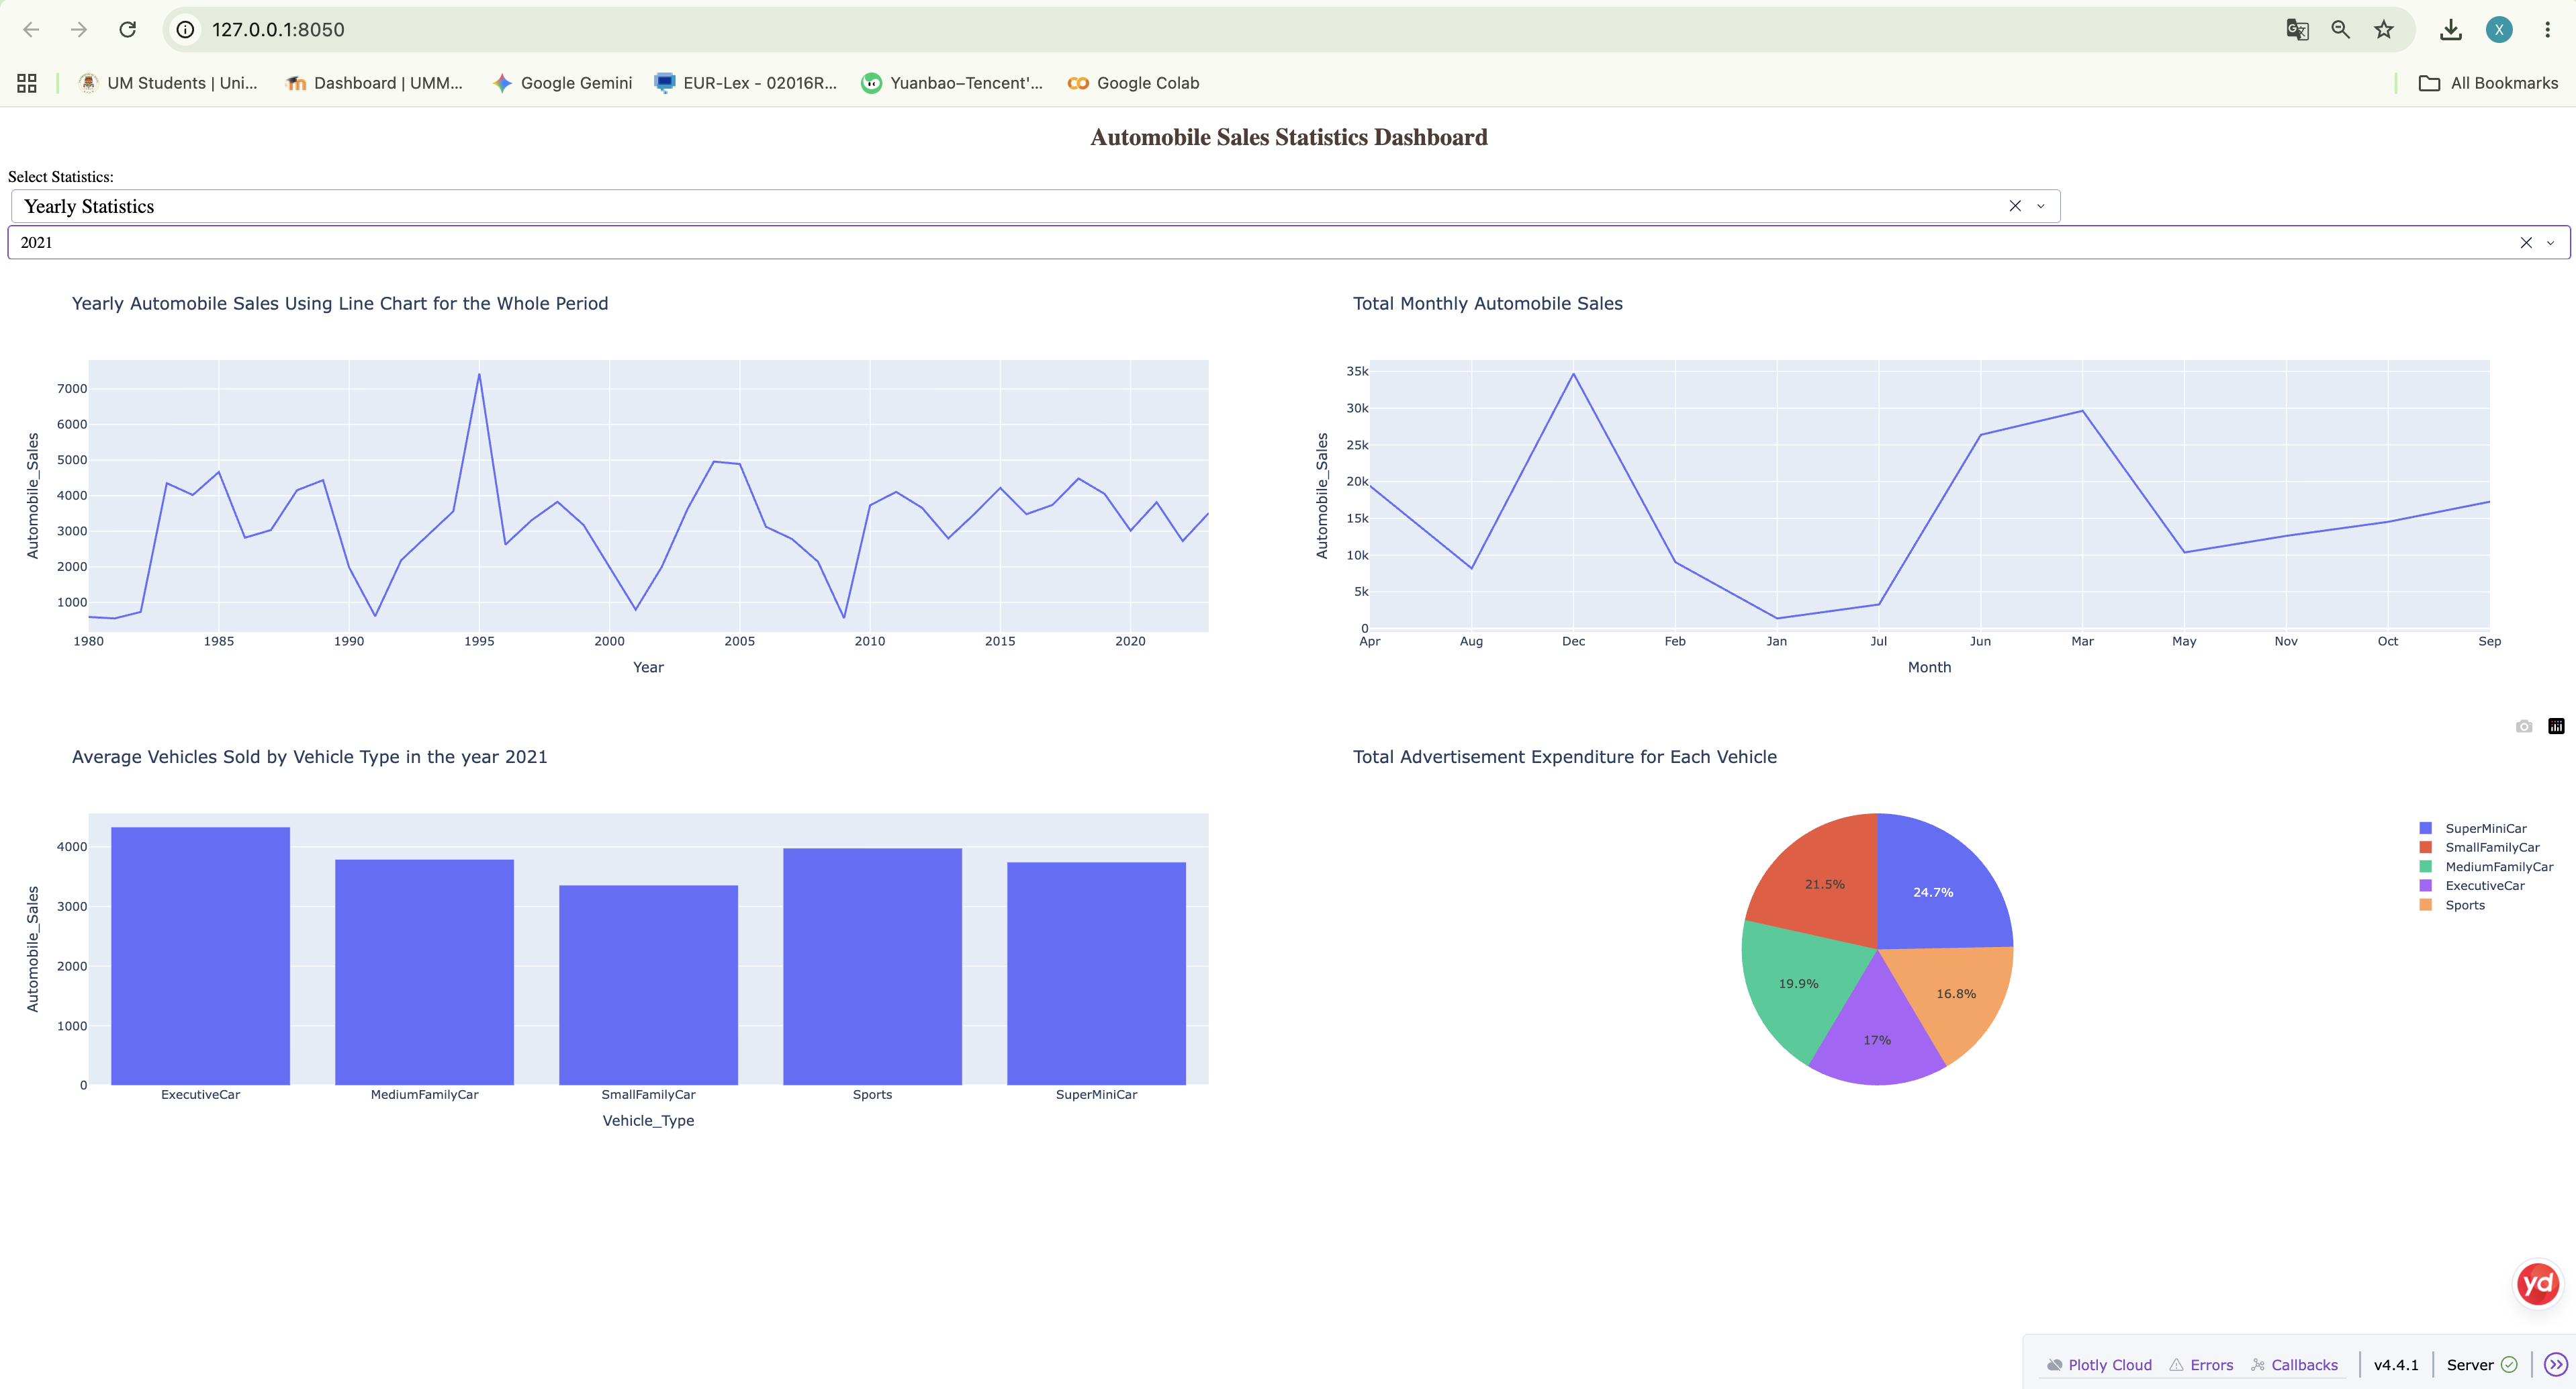 127.0.0.1:8050
X
UM Students | Uni...
Dashboard | UMM...
Google Gemini
EUR-Lex - 02016R...
Yuanbao–Tencent'...
Google Colab
All Bookmarks
Automobile Sales Statistics Dashboard
Select Statistics:
Yearly Statistics
2021
Yearly Automobile Sales Using Line Chart for the Whole Period
Automobile_Sales
7000
6000
5000
4000
3000
2000
1000
1980 1985 1990 1995 2000 2005 2010 2015 2020
Year
Total Monthly Automobile Sales
Automobile_Sales
35k
30k
25k
20k
15k
10k
5k
0
Apr Aug Dec Feb Jan Jul Jun Mar May Nov Oct Sep
Month
Average Vehicles Sold by Vehicle Type in the year 2021
Automobile_Sales
4000
3000
2000
1000
0
ExecutiveCar MediumFamilyCar SmallFamilyCar Sports SuperMiniCar
Vehicle_Type
Total Advertisement Expenditure for Each Vehicle
21.5%
24.7%
19.9%
16.8%
17%
SuperMiniCar
SmallFamilyCar
MediumFamilyCar
ExecutiveCar
Sports
yd
Plotly Cloud Errors Callbacks v4.4.1 Server